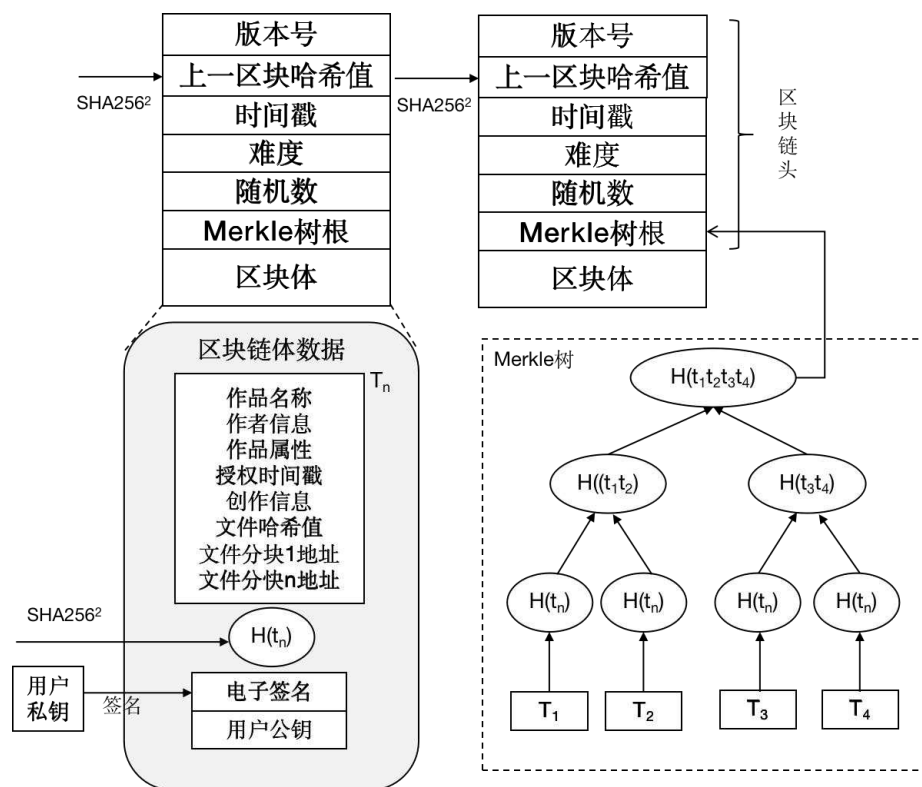 版本号
上一区块哈希值
时间戳
难度
随机数
Merkle树根
区块体
SHA256²
版本号
上一区块哈希值
时间戳
难度
随机数
Merkle树根
区块体
SHA256²
区块链头
区块链体数据
Tₙ
作品名称
作者信息
作品属性
授权时间戳
创作信息
文件哈希值
文件分块1地址
文件分快n地址
SHA256²
H(tₙ)
用户
私钥
签名
电子签名
用户公钥
Merkle树
H(t₁t₂t₃t₄)
H((t₁t₂)
H(t₃t₄)
H(tₙ)
H(tₙ)
H(tₙ)
H(tₙ)
T₁
T₂
T₃
T₄